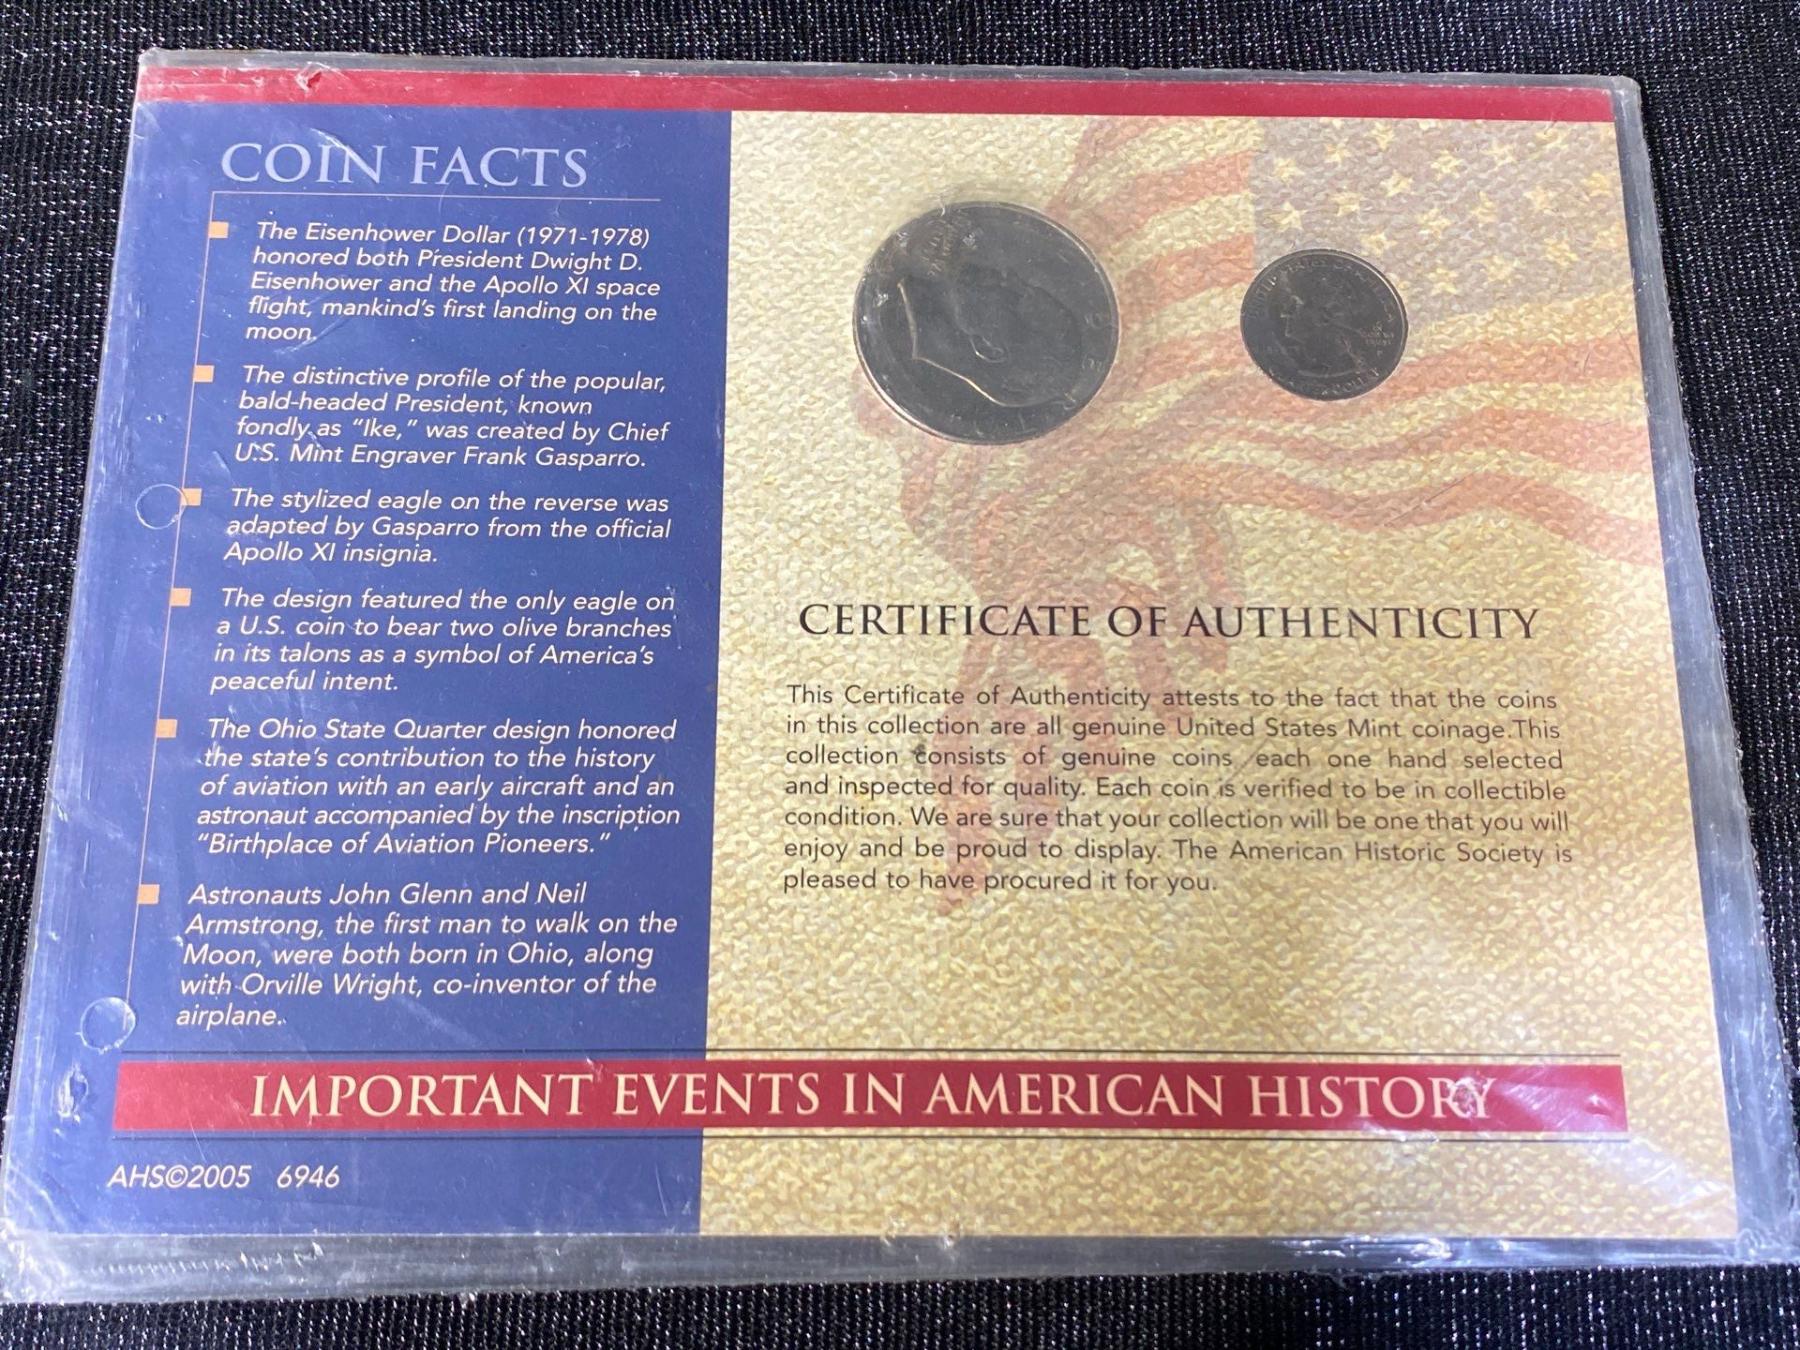 COIN FACTS
The Eisenhower Dollar (1971-1978)
honored both President Dwight D.
Eisenhower and the Apollo XI space
flight, mankind's first landing on the
moon.
The distinctive profile of the popular,
bald-headed President, known
fondly as "Ike," was created by Chief
U.S. Mint Engraver Frank Gasparro.
The stylized eagle on the reverse was
adapted by Gasparro from the official
Apollo XI insignia.
The design featured the only eagle on
a U.S. coin to bear two olive branches
in its talons as a symbol of America's
peaceful intent.
The Ohio State Quarter design honored
the state's contribution to the history
of aviation with an early aircraft and an
astronaut accompanied by the inscription
"Birthplace of Aviation Pioneers."
Astronauts John Glenn and Neil
Armstrong, the first man to walk on the
Moon, were both born in Ohio, along
with Orville Wright, co-inventor of the
airplane.
CERTIFICATE OF AUTHENTICITY
This Certificate of Authenticity attests to the fact that the coins
in this collection are all genuine United States Mint coinage.This
collection consists of genuine coins each one hand selected
and inspected for quality. Each coin is verified to be in collectible
condition. We are sure that your collection will be one that you will
enjoy and be proud to display. The American Historic Society is
pleased to have procured it for you.
IMPORTANT EVENTS IN AMERICAN HISTORY
AHS©2005 6946